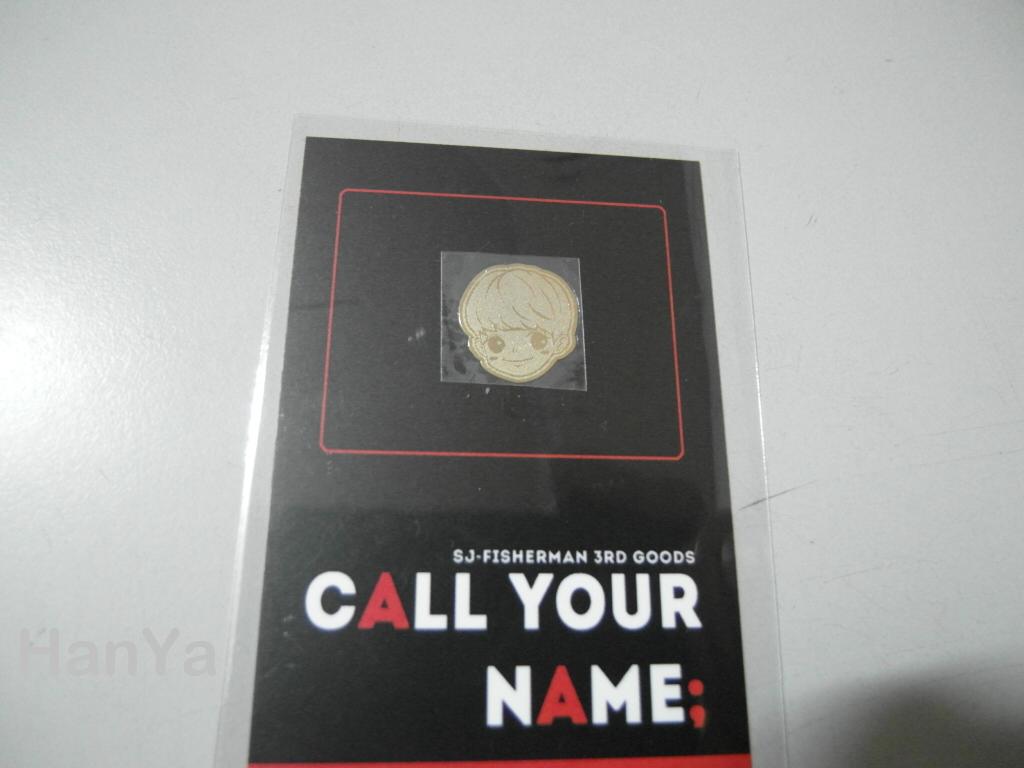 SJ-FISHERMAN 3RD GOODS
CALL YOUR
NAME;
HanYa